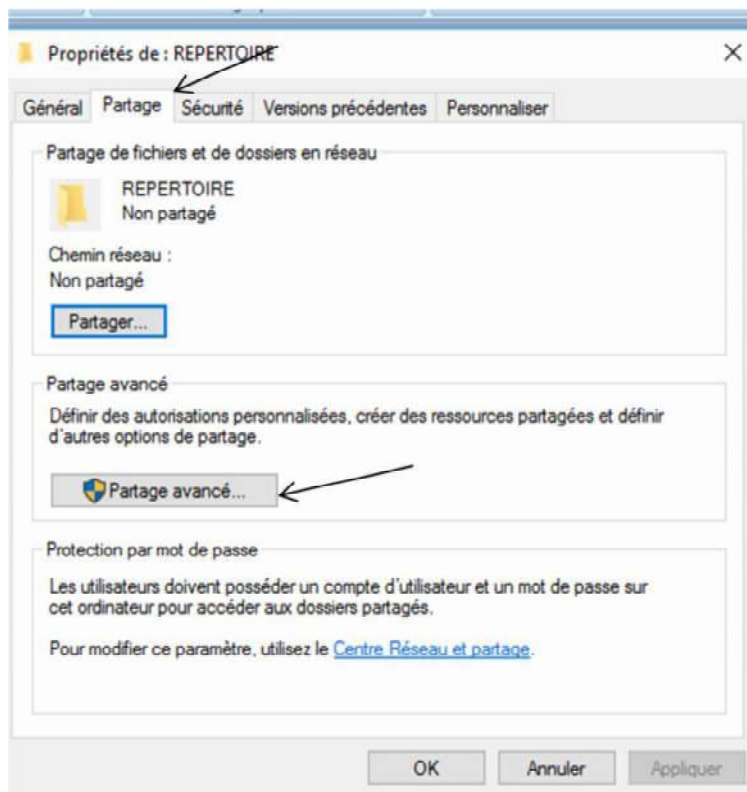 Propriétés de : REPERTOIRE
Général Partage Sécurité Versions précédentes Personnaliser
Partage de fichiers et de dossiers en réseau
REPERTOIRE
Non partagé
Chemin réseau :
Non partagé
Partager...
Partage avancé
Définir des autorisations personnalisées, créer des ressources partagées et définir
d'autres options de partage.
Partage avancé...
Protection par mot de passe
Les utilisateurs doivent posséder un compte d'utilisateur et un mot de passe sur
cet ordinateur pour accéder aux dossiers partagés.
Pour modifier ce paramètre, utilisez le Centre Réseau et partage.
OK Annuler Appliquer